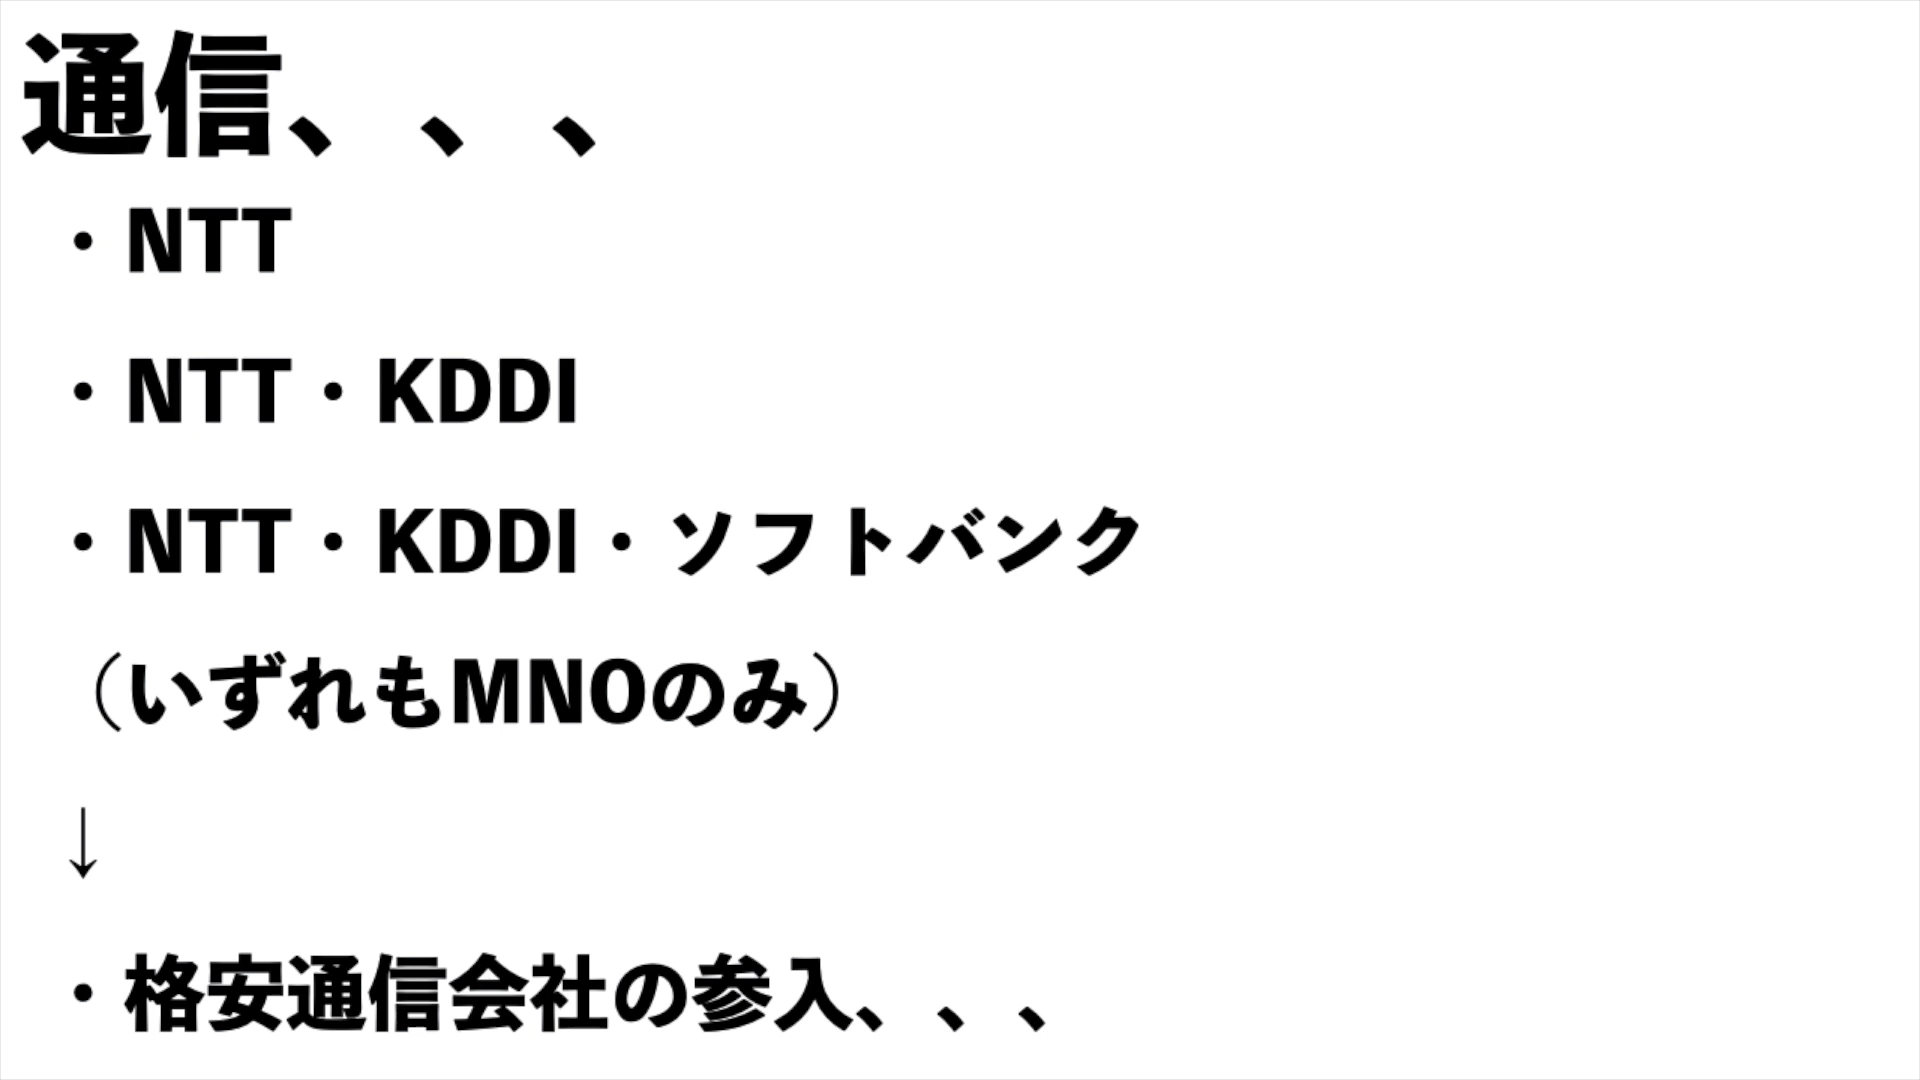 通信、、、
・NTT
・NTT・KDDI
・NTT・KDDI・ソフトバンク
（いずれもMNOのみ）
↓
・格安通信会社の参入、、、